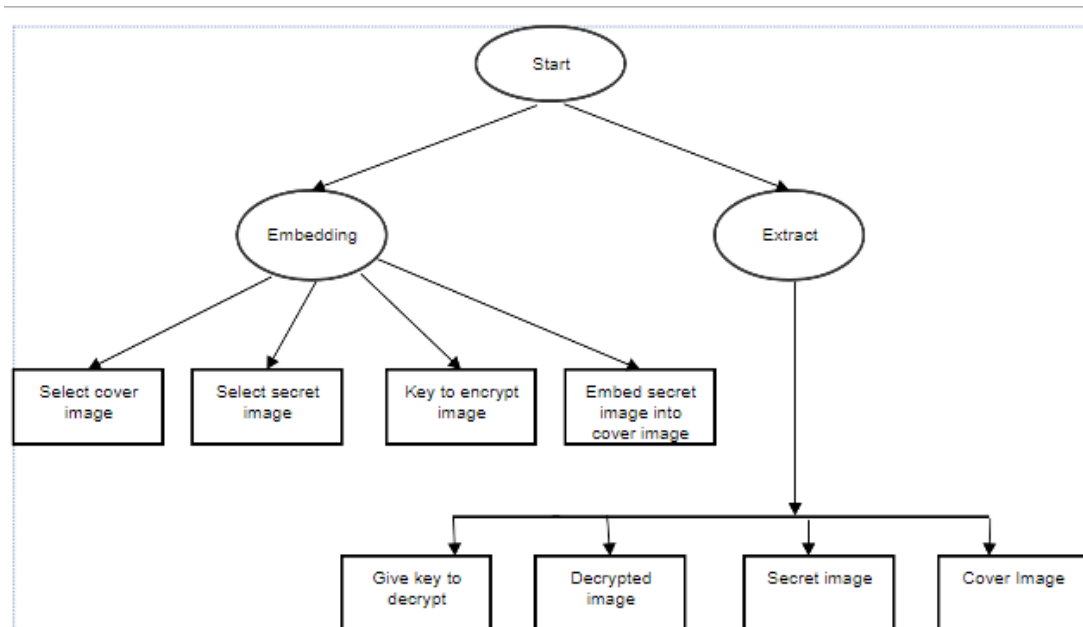 Start
Embedding
Extract
Select cover
image
Select secret
image
Key to encrypt
image
Embed secret
image into
cover image
Give key to
decrypt
Decrypted
image
Secret image
Cover Image